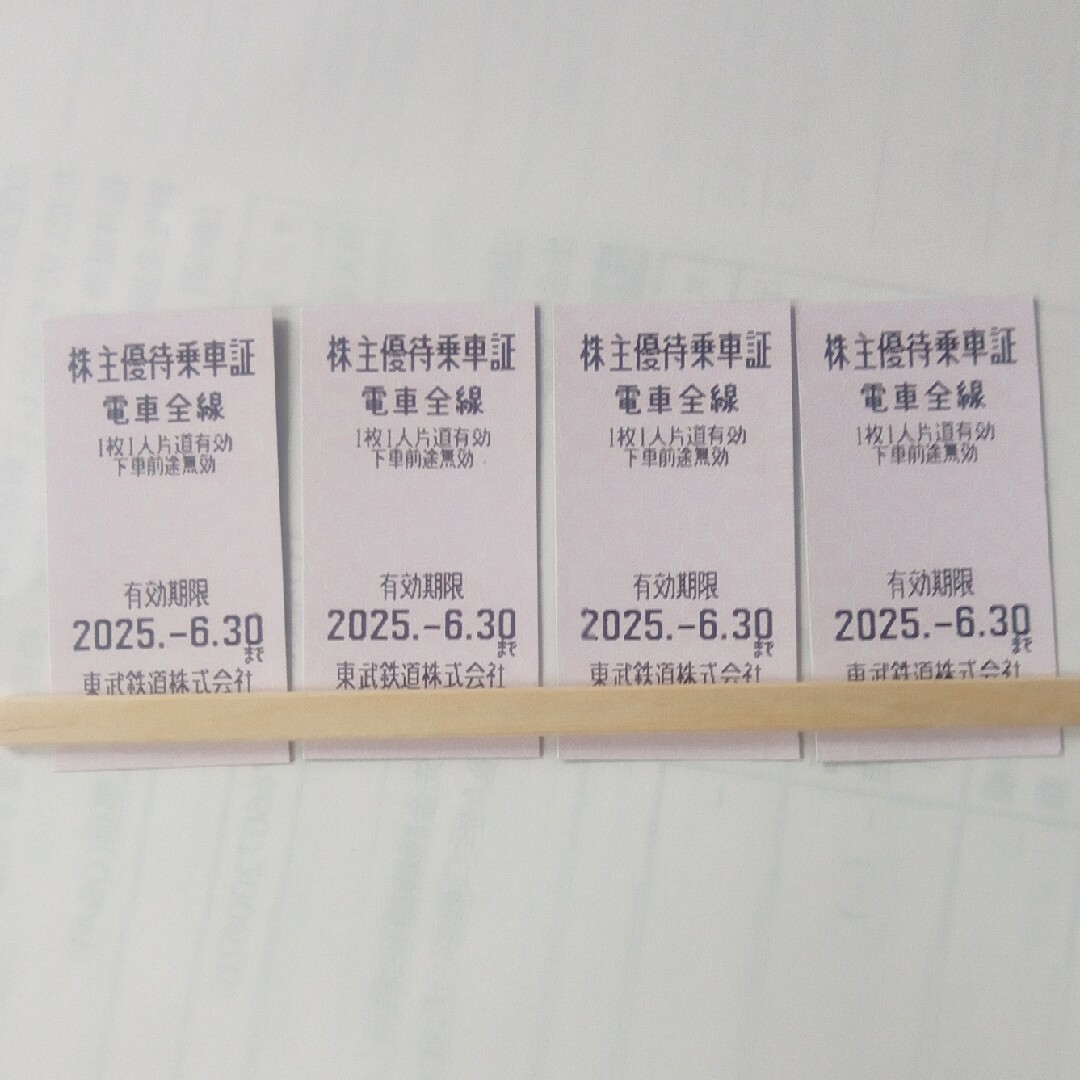 株主優待乗車証
電車全線
1枚1人片道有効
下車前途無効
有効期限
2025.-6.30まで
東武鉄道株式会社
株主優待乗車証
電車全線
1枚1人片道有効
下車前途無効
有効期限
2025.-6.30まで
東武鉄道株式会社
株主優待乗車証
電車全線
1枚1人片道有効
下車前途無効
有効期限
2025.-6.30まで
東武鉄道株式会社
株主優待乗車証
電車全線
1枚1人片道有効
下車前途無効
有効期限
2025.-6.30まで
東武鉄道株式会社